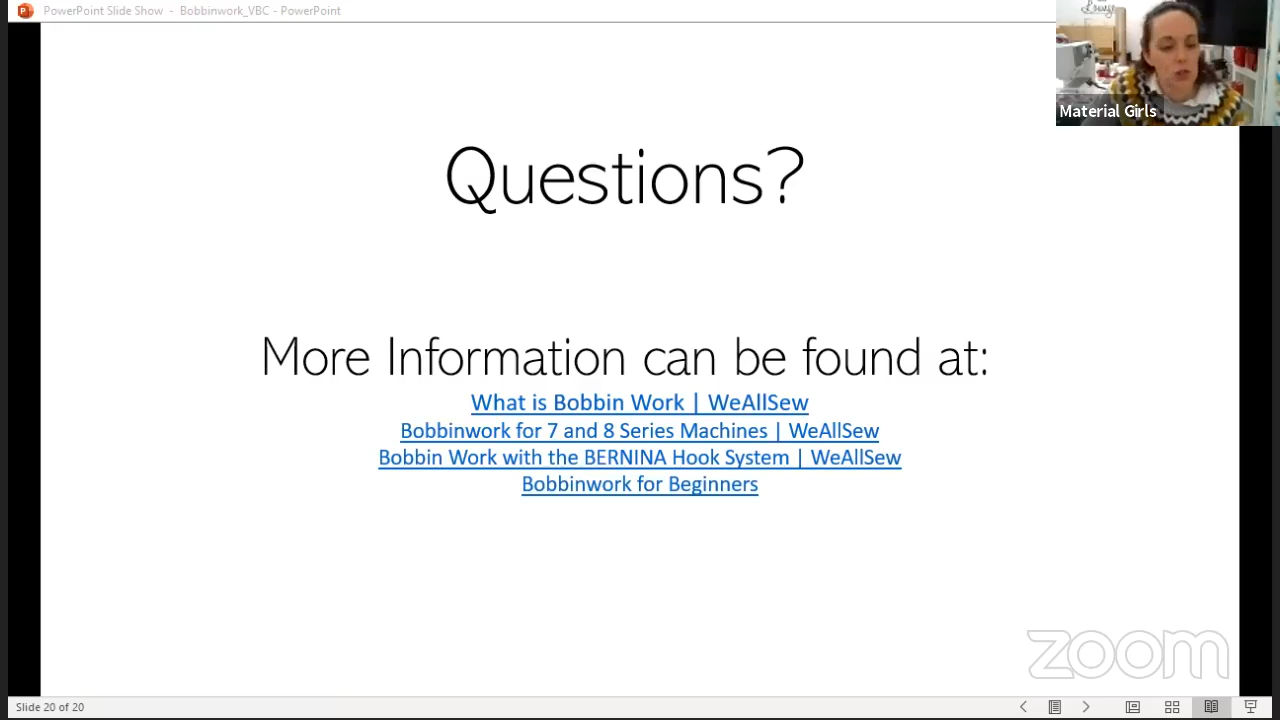 PowerPoint Slide Show - Bobbinwork_VBC - PowerPoint
Material Girls
Questions?
More Information can be found at:
What is Bobbin Work | WeAllSew
Bobbinwork for 7 and 8 Series Machines | WeAllSew
Bobbin Work with the BERNINA Hook System | WeAllSew
Bobbinwork for Beginners
zoom
Slide 20 of 20